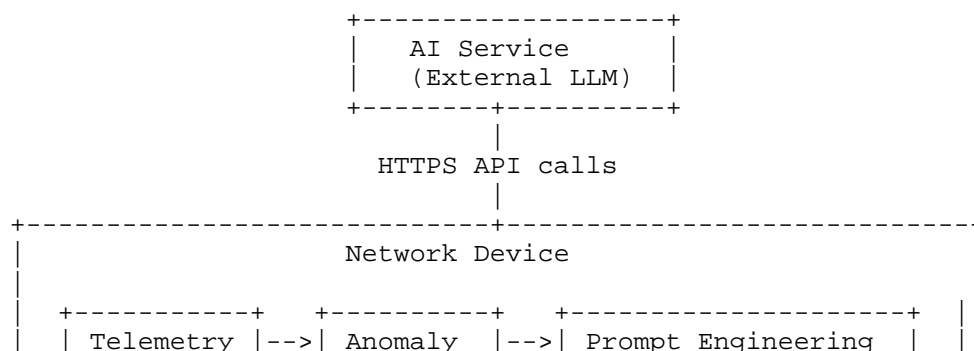 AI Service
(External LLM)
HTTPS API calls
Network Device
Telemetry |-->| Anomaly |-->| Prompt Engineering